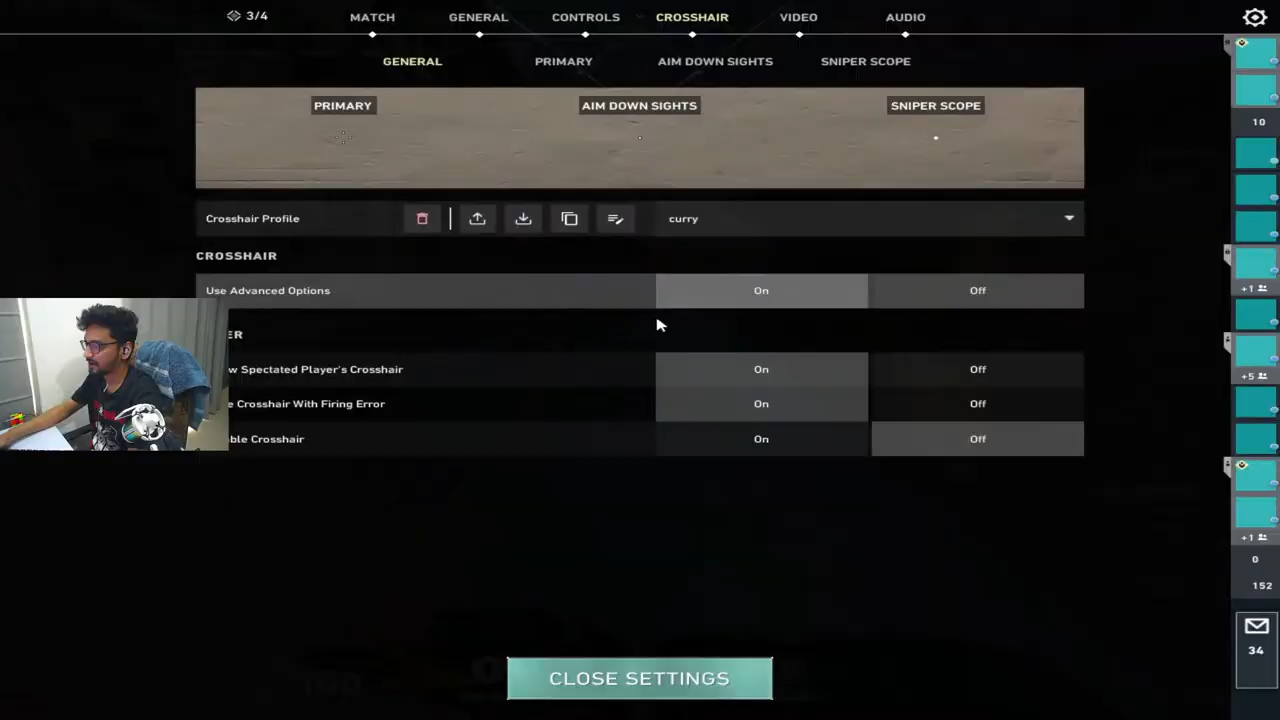 3/4
MATCH
GENERAL
CONTROLS
CROSSHAIR
VIDEO
AUDIO
GENERAL
PRIMARY
AIM DOWN SIGHTS
SNIPER SCOPE
PRIMARY
AIM DOWN SIGHTS
SNIPER SCOPE
Crosshair Profile
curry
CROSSHAIR
Use Advanced Options
On
Off
ER
w Spectated Player's Crosshair
On
Off
e Crosshair With Firing Error
On
Off
ble Crosshair
On
Off
CLOSE SETTINGS
10
+1
+5
+1
0
152
34